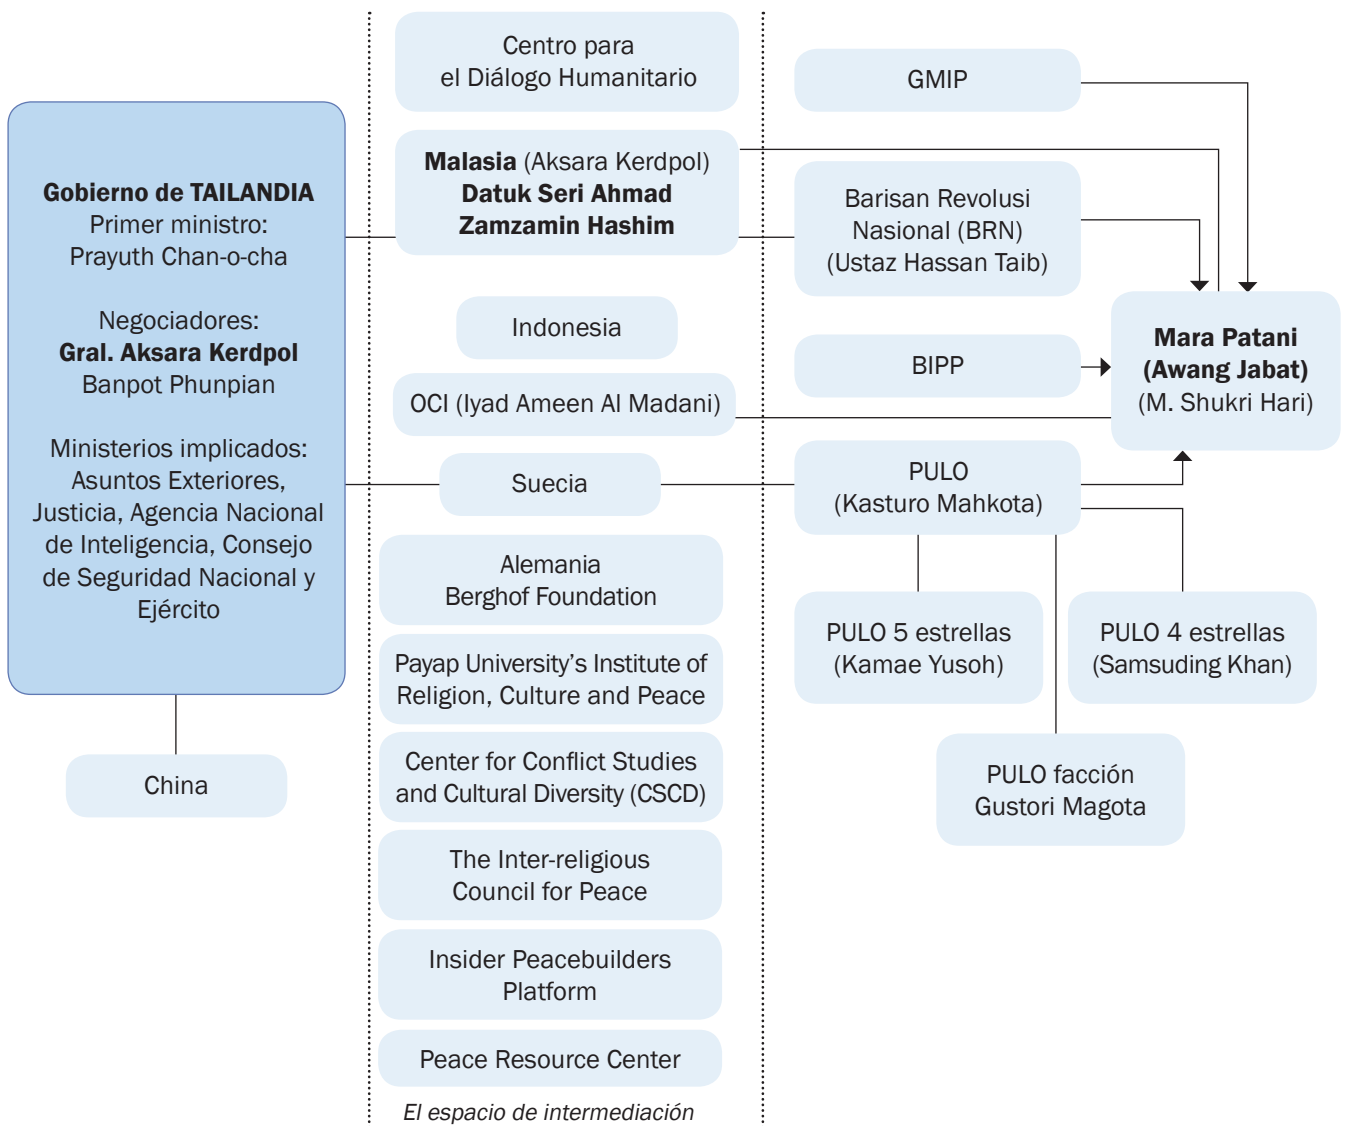 Gobierno de TAILANDIA
Primer ministro:
Prayuth Chan-o-cha
Negociadores:
Gral. Aksara Kerdpol
Banpot Phunpian
Ministerios implicados:
Asuntos Exteriores,
Justicia, Agencia Nacional
de Inteligencia, Consejo
de Seguridad Nacional y
Ejército
China
Centro para
el Diálogo Humanitario
Malasia (Aksara Kerdpol)
Datuk Seri Ahmad
Zamzamin Hashim
Indonesia
OCI (Iyad Ameen Al Madani)
Suecia
Alemania
Berghof Foundation
Payap University's Institute of
Religion, Culture and Peace
Center for Conflict Studies
and Cultural Diversity (CSCD)
The Inter-religious
Council for Peace
Insider Peacebuilders
Platform
Peace Resource Center
El espacio de intermediación
GMIP
Barisan Revolusi
Nasional (BRN)
(Ustaz Hassan Taib)
BIPP
PULO
(Kasturo Mahkota)
PULO 5 estrellas
(Kamae Yusoh)
PULO 4 estrellas
(Samsuding Khan)
PULO facción
Gustori Magota
Mara Patani
(Awang Jabat)
(M. Shukri Hari)